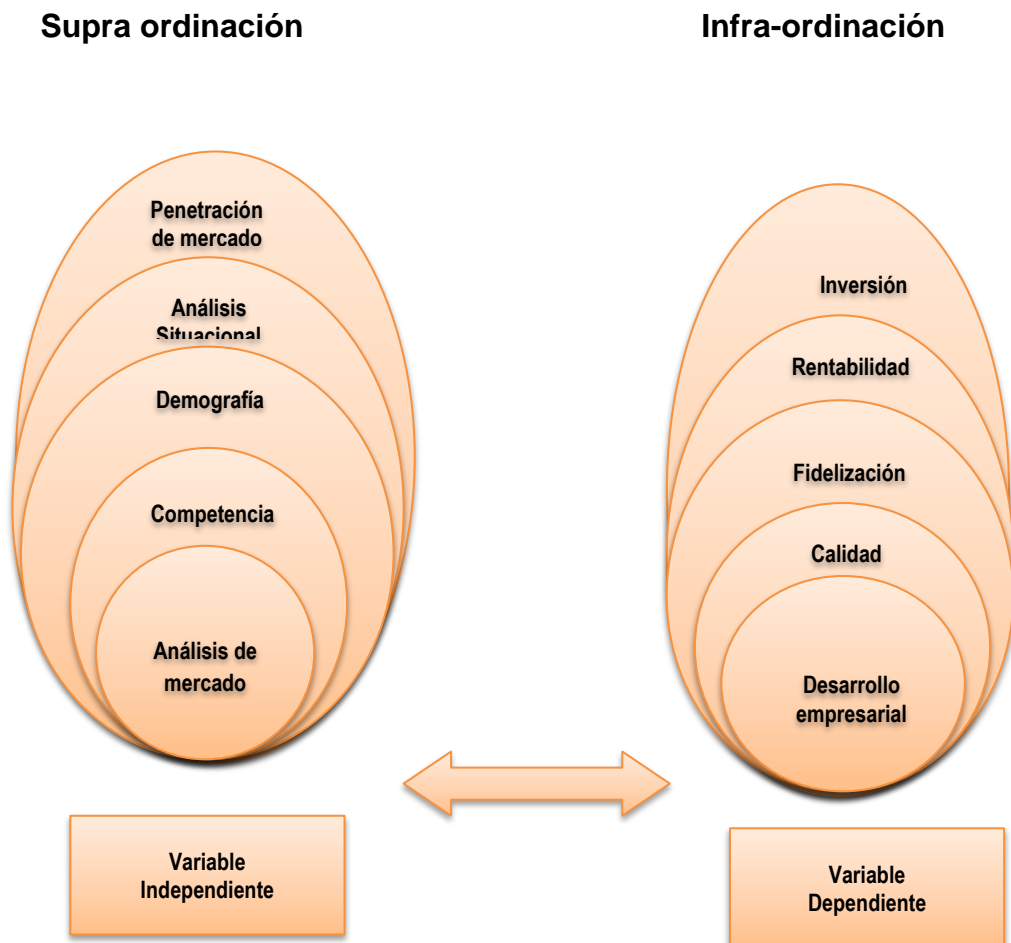 Supra ordinación
Infra-ordinación
Penetración
de mercado
Análisis
Situacional
Demografía
Competencia
Análisis de
mercado
Inversión
Rentabilidad
Fidelización
Calidad
Desarrollo
empresarial
Variable
Independiente
Variable
Dependiente